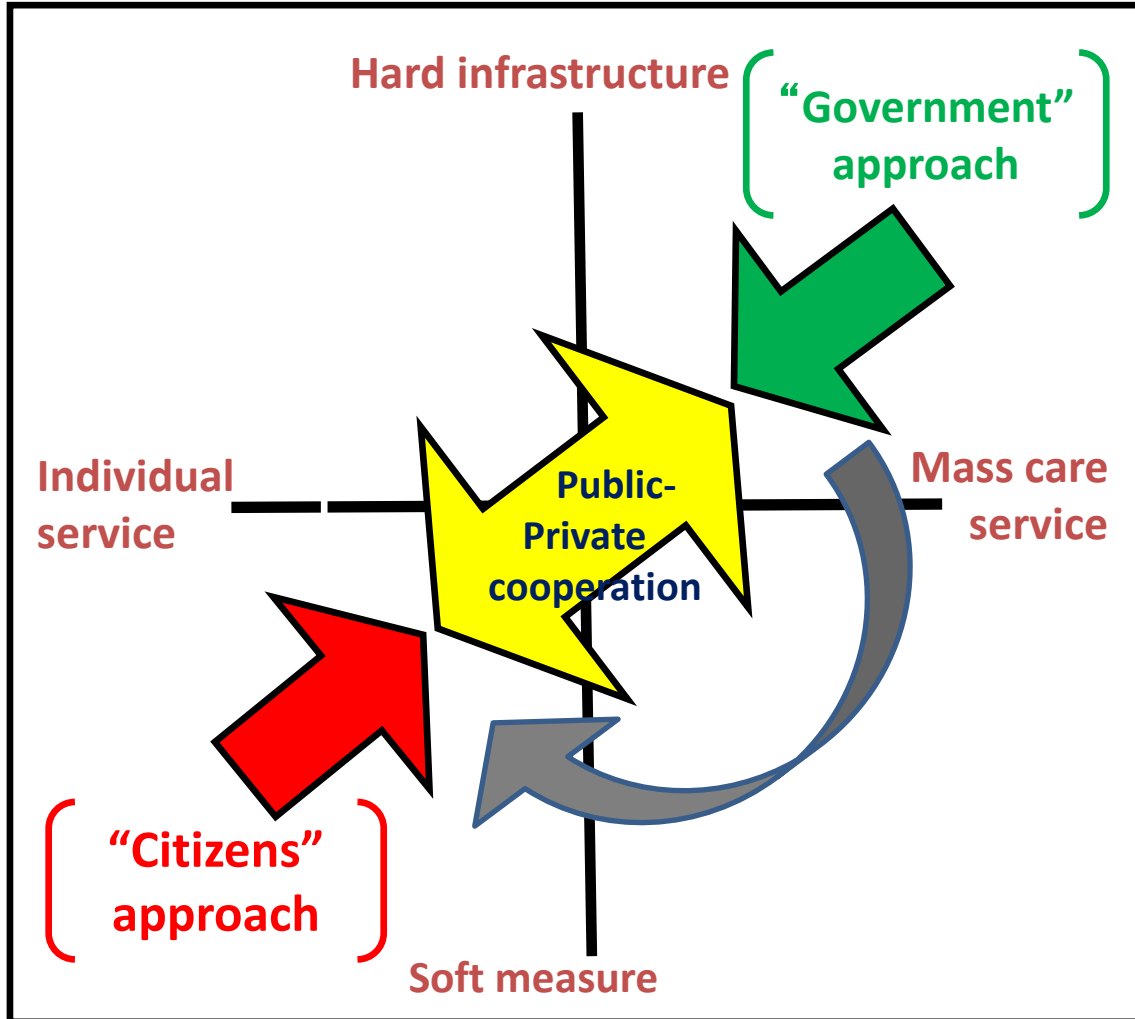 Hard infrastructure
“Government”
approach
Individual
service
Mass care
service
Public-
Private
cooperation
“Citizens”
approach
Soft measure